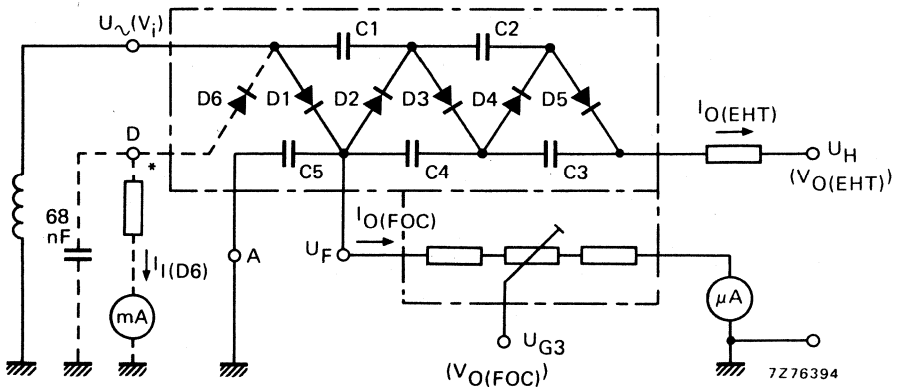 U∼(Vi)
C1
C2
D6
D1
D2
D3
D4
D5
IO(EHT)
D
*
C5
C4
C3
UH
(VO(EHT))
68
nF
II(D6)
A
UF
IO(FOC)
mA
μA
UG3
(VO(FOC))
7Z76394